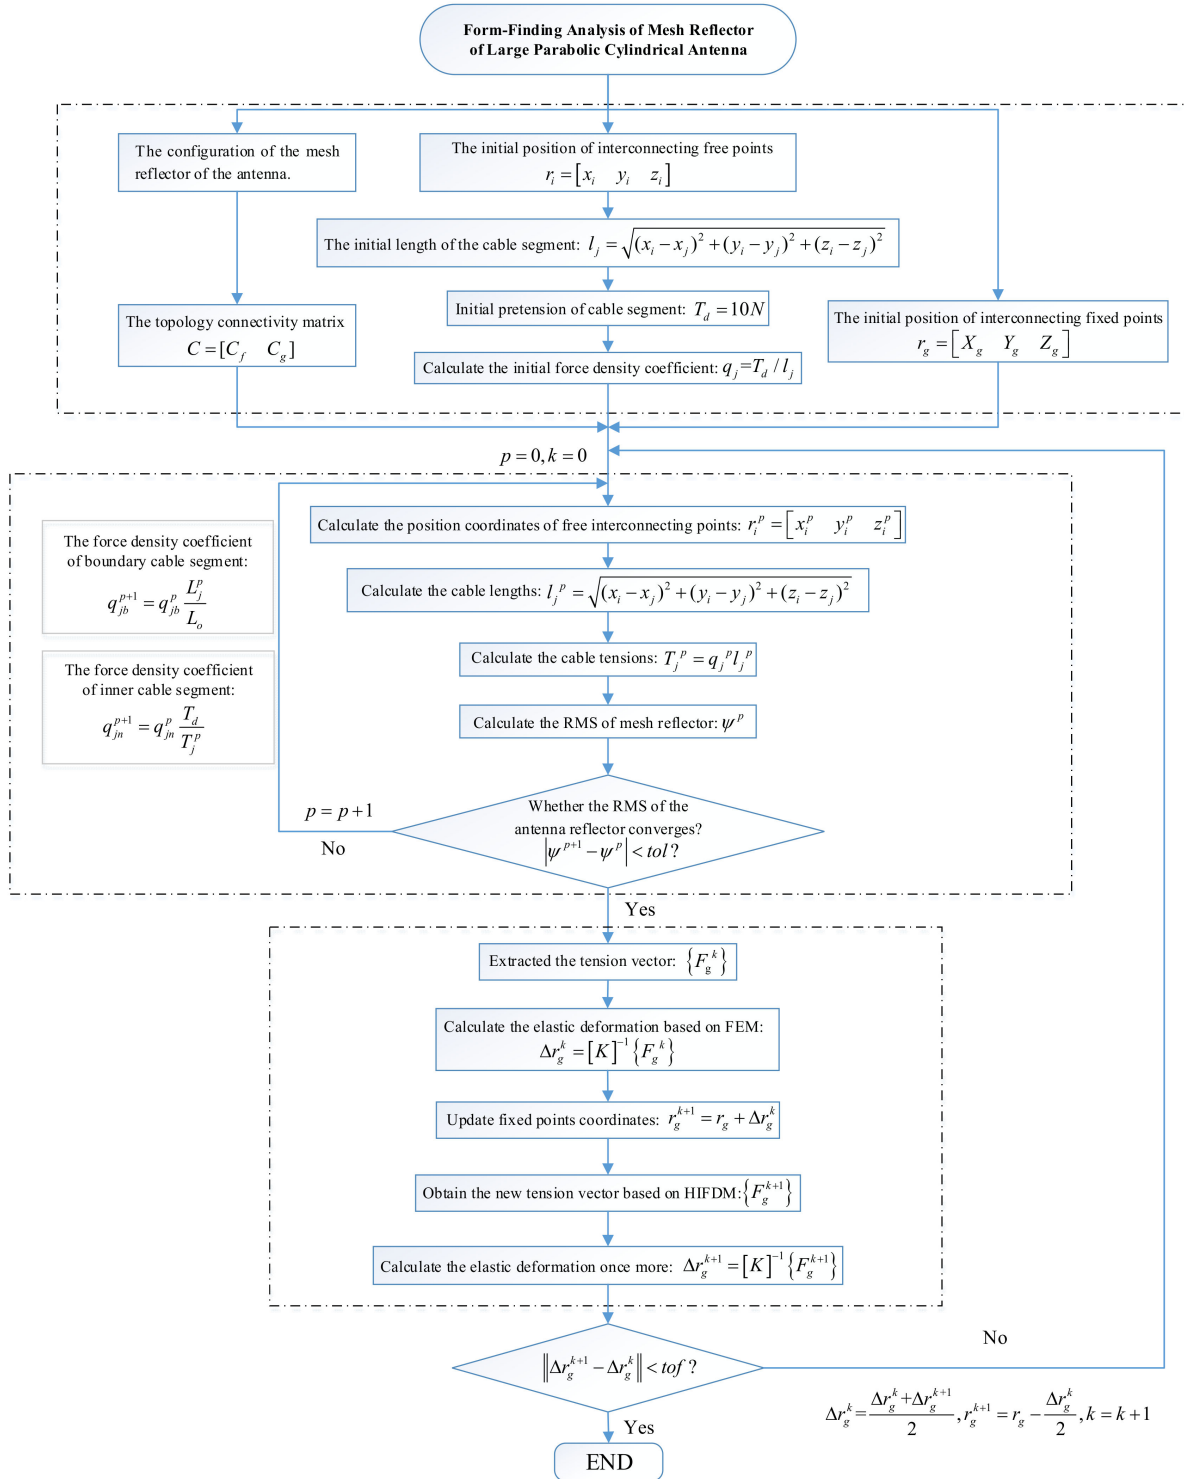 Form-Finding Analysis of Mesh Reflector
of Large Parabolic Cylindrical Antenna
The configuration of the mesh
reflector of the antenna.
The initial position of interconnecting free points
r_i = [x_i  y_i  z_i]
The initial length of the cable segment: l_j = √((x_i − x_j)^2 + (y_i − y_j)^2 + (z_i − z_j)^2)
Initial pretension of cable segment: T_d = 10N
Calculate the initial force density coefficient: q_j = T_d / l_j
The topology connectivity matrix
C = [C_f  C_g]
The initial position of interconnecting fixed points
r_g = [X_g  Y_g  Z_g]
p = 0, k = 0
Calculate the position coordinates of free interconnecting points: r_i^p = [x_i^p  y_i^p  z_i^p]
Calculate the cable lengths: l_j^p = √((x_i − x_j)^2 + (y_i − y_j)^2 + (z_i − z_j)^2)
Calculate the cable tensions: T_j^p = q_j^p l_j^p
Calculate the RMS of mesh reflector: ψ^p
The force density coefficient
of boundary cable segment:
q_{jb}^{p+1} = q_{jb}^p L_j^p / L_o
The force density coefficient
of inner cable segment:
q_{jn}^{p+1} = q_{jn}^p T_d / T_j^p
Whether the RMS of the
antenna reflector converges?
|ψ^{p+1} − ψ^p| < tol ?
p = p+1
No
Yes
Extracted the tension vector: {F_g^k}
Calculate the elastic deformation based on FEM:
Δr_g^k = [K]^{-1} {F_g^k}
Update fixed points coordinates: r_g^{k+1} = r_g + Δr_g^k
Obtain the new tension vector based on HIFDM: {F_g^{k+1}}
Calculate the elastic deformation once more: Δr_g^{k+1} = [K]^{-1} {F_g^{k+1}}
‖Δr_g^{k+1} − Δr_g^k‖ < tof ?
No
Δr_g^k = (Δr_g^k + Δr_g^{k+1}) / 2, r_g^{k+1} = r_g − Δr_g^k / 2, k = k+1
Yes
END